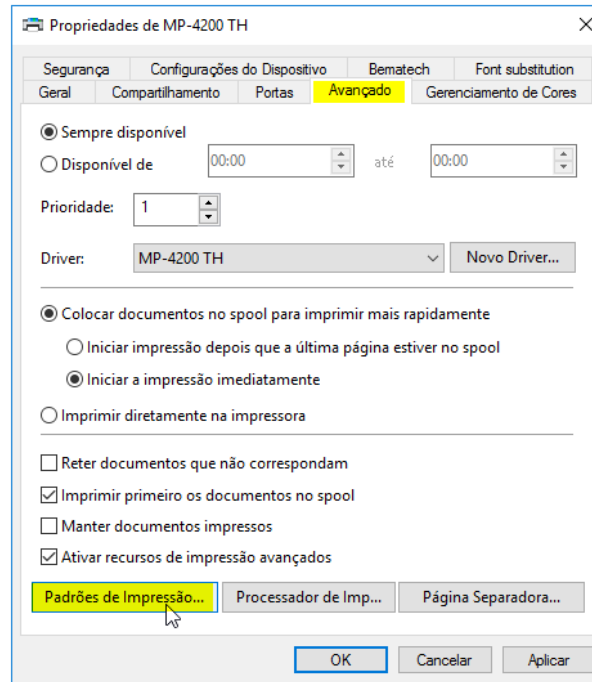 Propriedades de MP-4200 TH
Segurança Configurações do Dispositivo Bematech Font substitution
Geral Compartilhamento Portas Avançado Gerenciamento de Cores
Sempre disponível
Disponível de 00:00 até 00:00
Prioridade: 1
Driver: MP-4200 TH Novo Driver...
Colocar documentos no spool para imprimir mais rapidamente
Iniciar impressão depois que a última página estiver no spool
Iniciar a impressão imediatamente
Imprimir diretamente na impressora
Reter documentos que não correspondam
Imprimir primeiro os documentos no spool
Manter documentos impressos
Ativar recursos de impressão avançados
Padrões de Impressão... Processador de Imp... Página Separadora...
OK Cancelar Aplicar